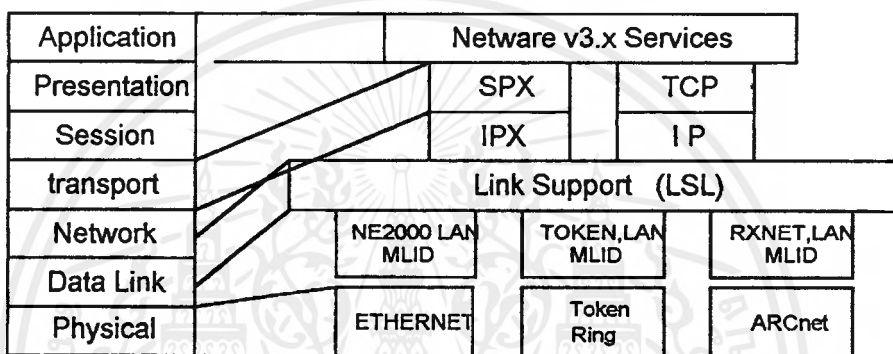 Application
Netware v3.x Services
Presentation
SPX
TCP
Session
IPX
I P
transport
Link Support (LSL)
Network
NE2000 LAN
MLID
TOKEN,LAN
MLID
RXNET,LAN
MLID
Data Link
Physical
ETHERNET
Token
Ring
ARCnet